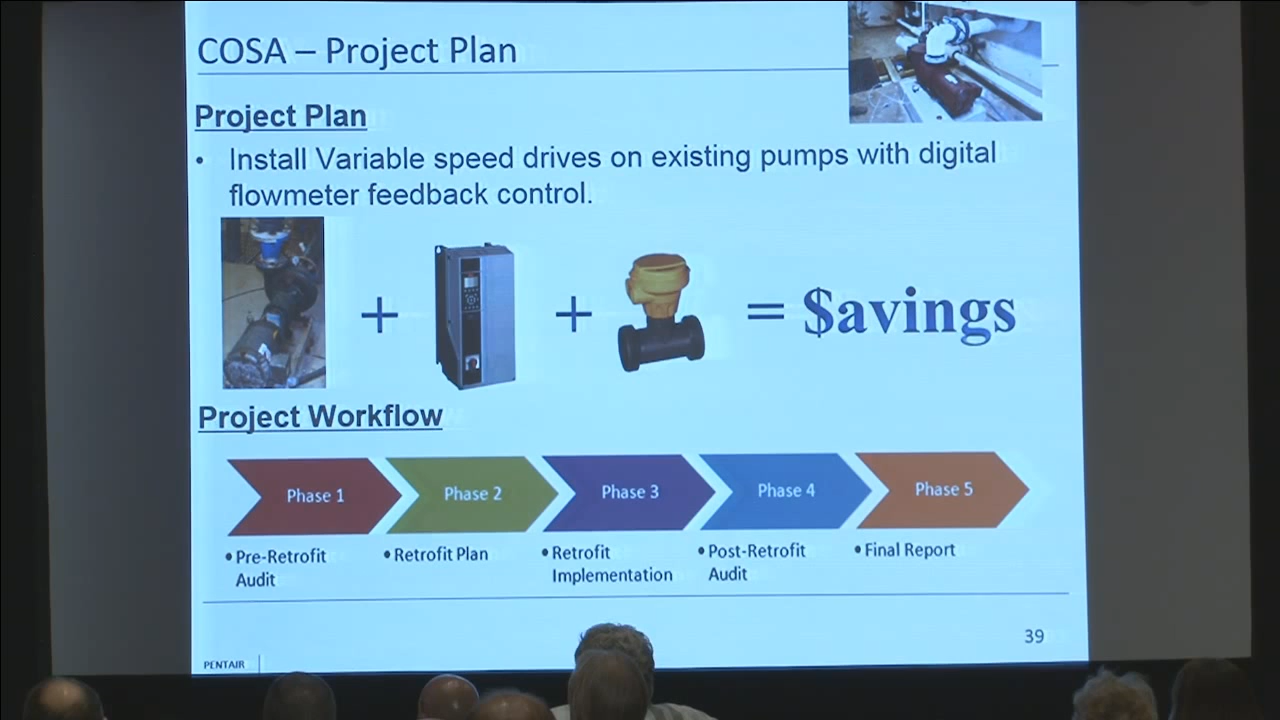 COSA – Project Plan
Project Plan
• Install Variable speed drives on existing pumps with digital
flowmeter feedback control.
+ + = $avings
Project Workflow
Phase 1 Phase 2 Phase 3 Phase 4 Phase 5
• Pre-Retrofit Audit
• Retrofit Plan
• Retrofit Implementation
• Post-Retrofit Audit
• Final Report
39
PENTAIR